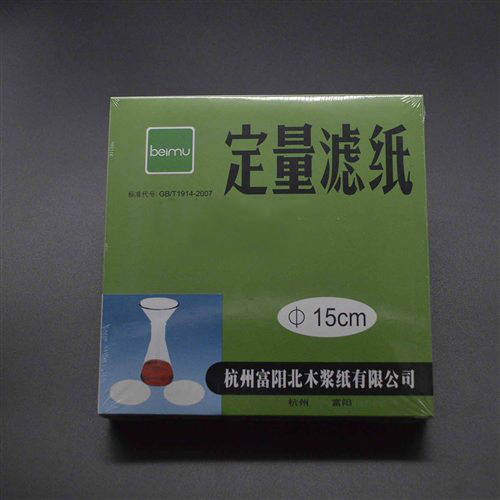 beimu
定量滤纸
标准代号: GB/T1914-2007
Φ 15cm
杭州富阳北木浆纸有限公司
杭州 富阳